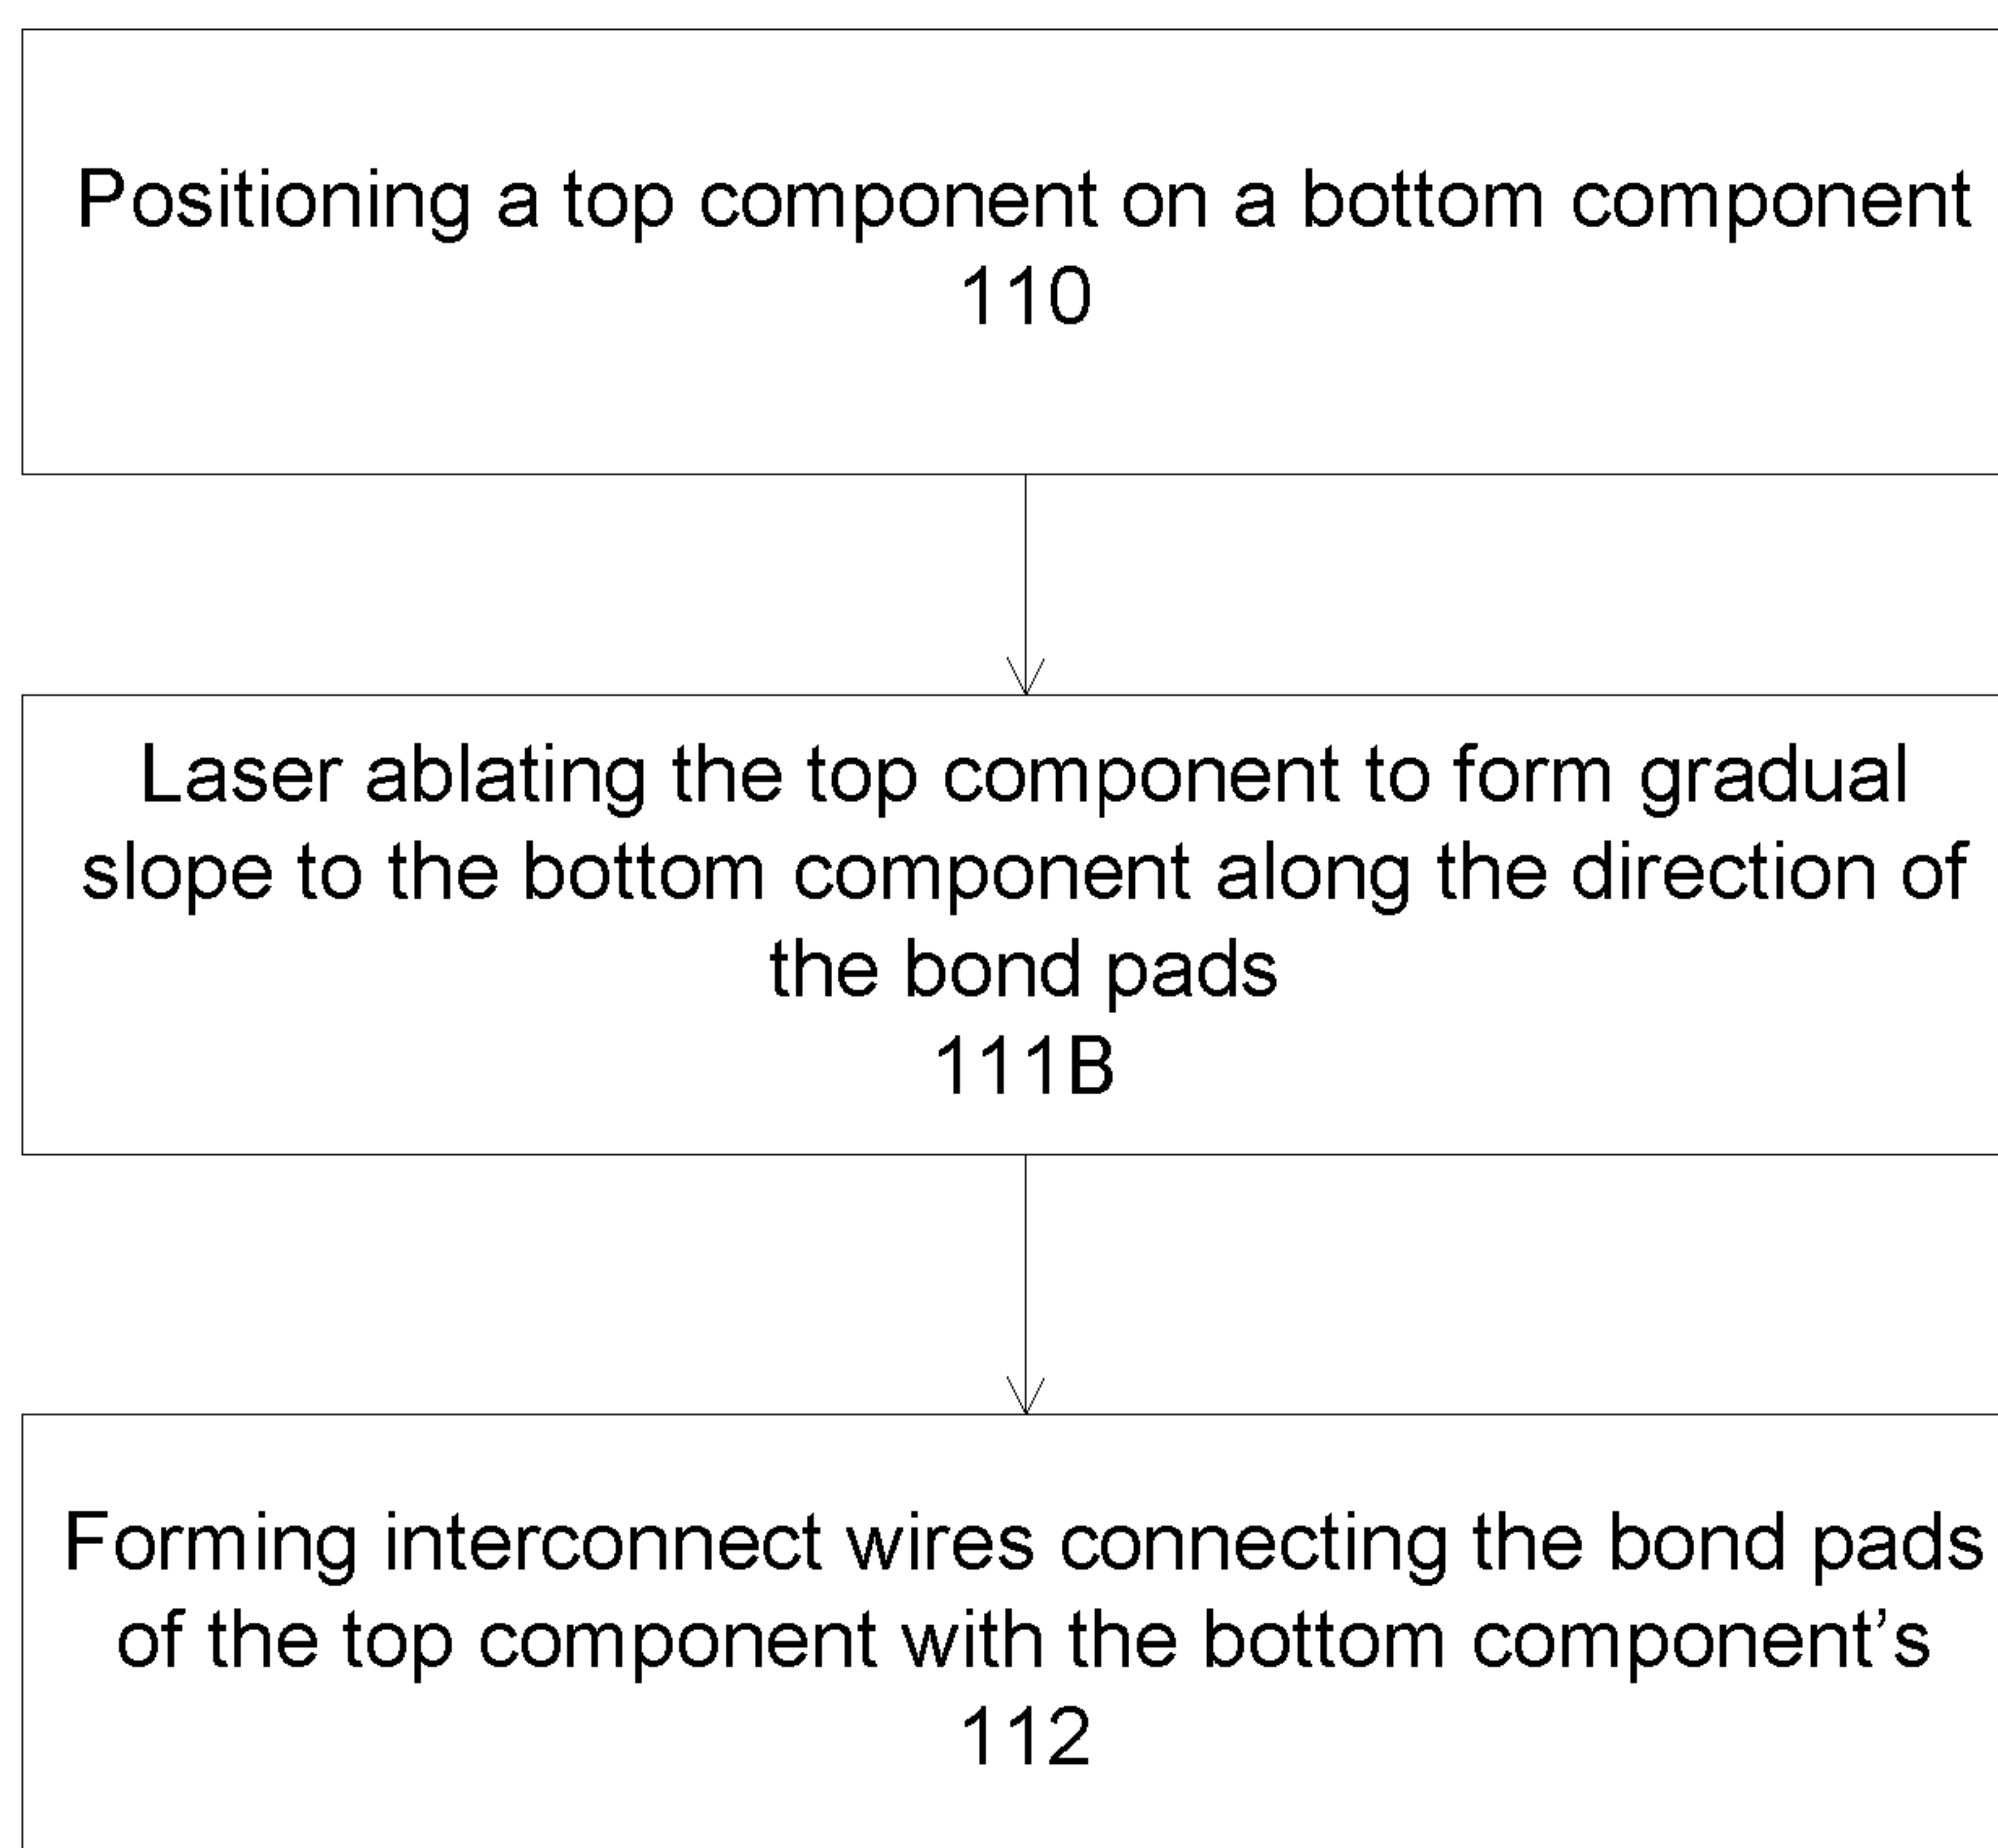 Positioning a top component on a bottom component
110
Laser ablating the top component to form gradual
slope to the bottom component along the direction of
the bond pads
111B
Forming interconnect wires connecting the bond pads
of the top component with the bottom component’s
112